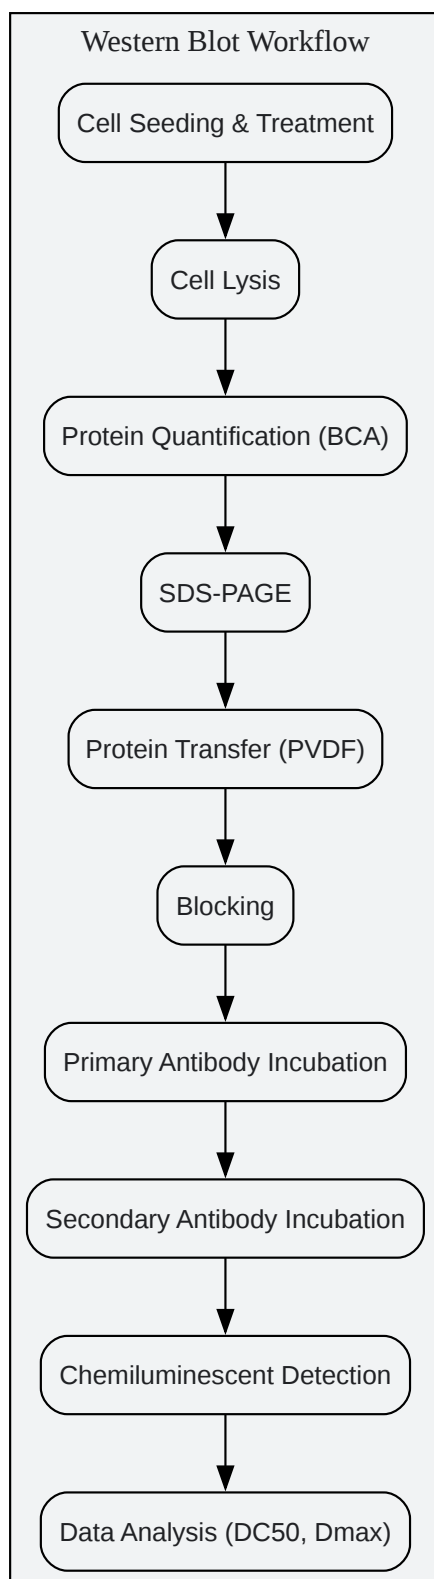 Western Blot Workflow
Cell Seeding & Treatment
Cell Lysis
Protein Quantification (BCA)
SDS-PAGE
Protein Transfer (PVDF)
Blocking
Primary Antibody Incubation
Secondary Antibody Incubation
Chemiluminescent Detection
Data Analysis (DC50, Dmax)